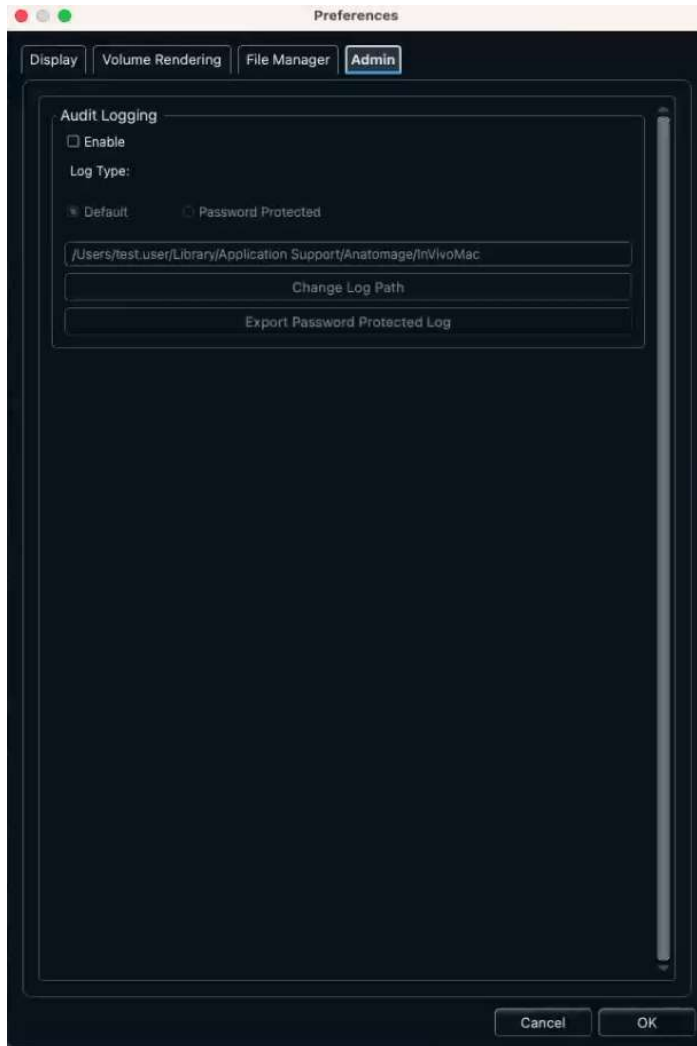 Preferences
Display Volume Rendering File Manager Admin
Audit Logging
Enable
Log Type:
Default Password Protected
/Users/test.user/Library/Application Support/Anatomage/InVivoMac
Change Log Path
Export Password Protected Log
Cancel OK